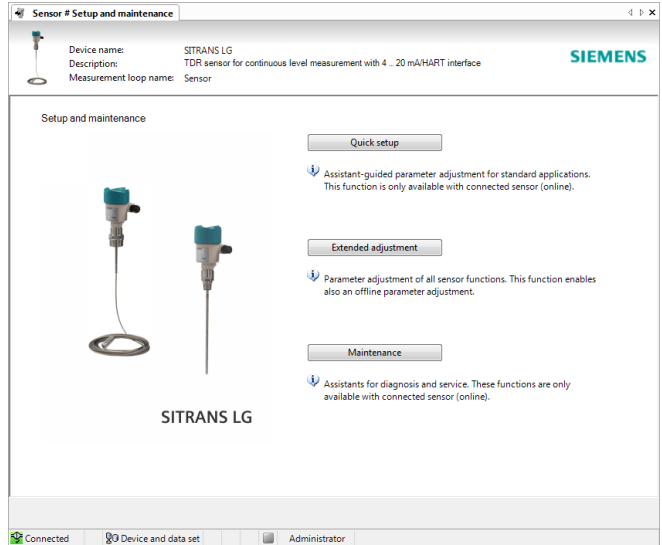 Sensor # Setup and maintenance
Device name: SITRANS LG
Description: TDR sensor for continuous level measurement with 4 .. 20 mA/HART interface
Measurement loop name: Sensor
SIEMENS
Setup and maintenance
Quick setup
Assistant-guided parameter adjustment for standard applications.
This function is only available with connected sensor (online).
Extended adjustment
Parameter adjustment of all sensor functions. This function enables
also an offline parameter adjustment.
Maintenance
Assistants for diagnosis and service. These functions are only
available with connected sensor (online).
SITRANS LG
Connected Device and data set Administrator